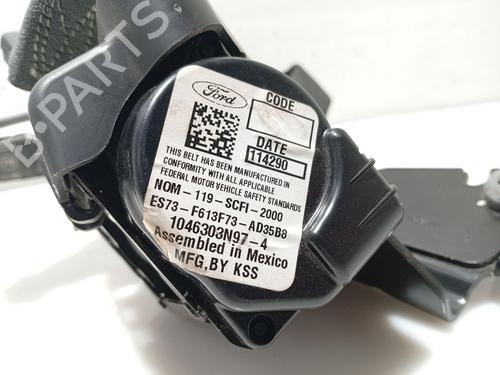 B-PARTS
Ford
CODE
DATE
114290
THIS BELT HAS BEEN MANUFACTURED IN
CONFORMITY WITH ALL APPLICABLE
FEDERAL MOTOR VEHICLE SAFETY STANDARDS
NOM-119-SCFI-2000
ES73-F613F73-AD35B8
1046303N97-4
Assembled in Mexico
MFG,BY KSS